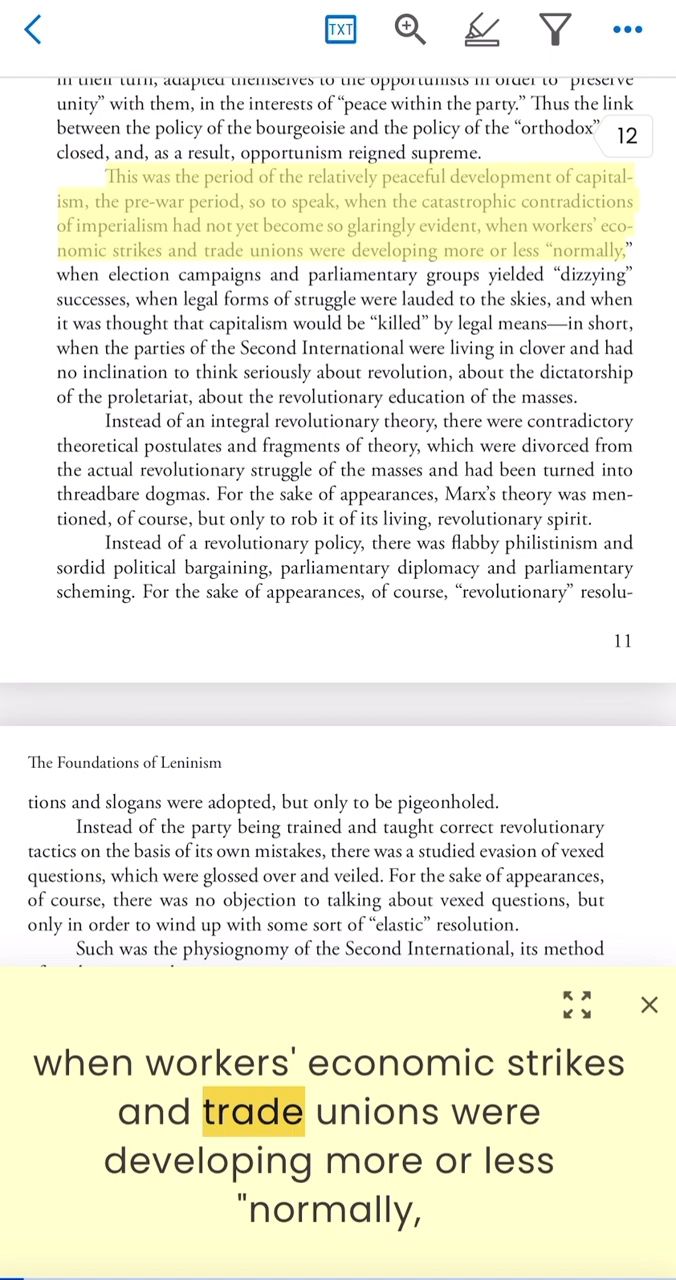 TXT
in their turn, adapted themselves to the opportunists in order to “preserve
unity” with them, in the interests of “peace within the party.” Thus the link
between the policy of the bourgeoisie and the policy of the “orthodox”
12
closed, and, as a result, opportunism reigned supreme.
This was the period of the relatively peaceful development of capital-
ism, the pre-war period, so to speak, when the catastrophic contradictions
of imperialism had not yet become so glaringly evident, when workers’ eco-
nomic strikes and trade unions were developing more or less “normally,”
when election campaigns and parliamentary groups yielded “dizzying”
successes, when legal forms of struggle were lauded to the skies, and when
it was thought that capitalism would be “killed” by legal means—in short,
when the parties of the Second International were living in clover and had
no inclination to think seriously about revolution, about the dictatorship
of the proletariat, about the revolutionary education of the masses.
Instead of an integral revolutionary theory, there were contradictory
theoretical postulates and fragments of theory, which were divorced from
the actual revolutionary struggle of the masses and had been turned into
threadbare dogmas. For the sake of appearances, Marx’s theory was men-
tioned, of course, but only to rob it of its living, revolutionary spirit.
Instead of a revolutionary policy, there was flabby philistinism and
sordid political bargaining, parliamentary diplomacy and parliamentary
scheming. For the sake of appearances, of course, “revolutionary” resolu-
11
The Foundations of Leninism
tions and slogans were adopted, but only to be pigeonholed.
Instead of the party being trained and taught correct revolutionary
tactics on the basis of its own mistakes, there was a studied evasion of vexed
questions, which were glossed over and veiled. For the sake of appearances,
of course, there was no objection to talking about vexed questions, but
only in order to wind up with some sort of “elastic” resolution.
Such was the physiognomy of the Second International, its method
when workers' economic strikes
and trade unions were
developing more or less
"normally,